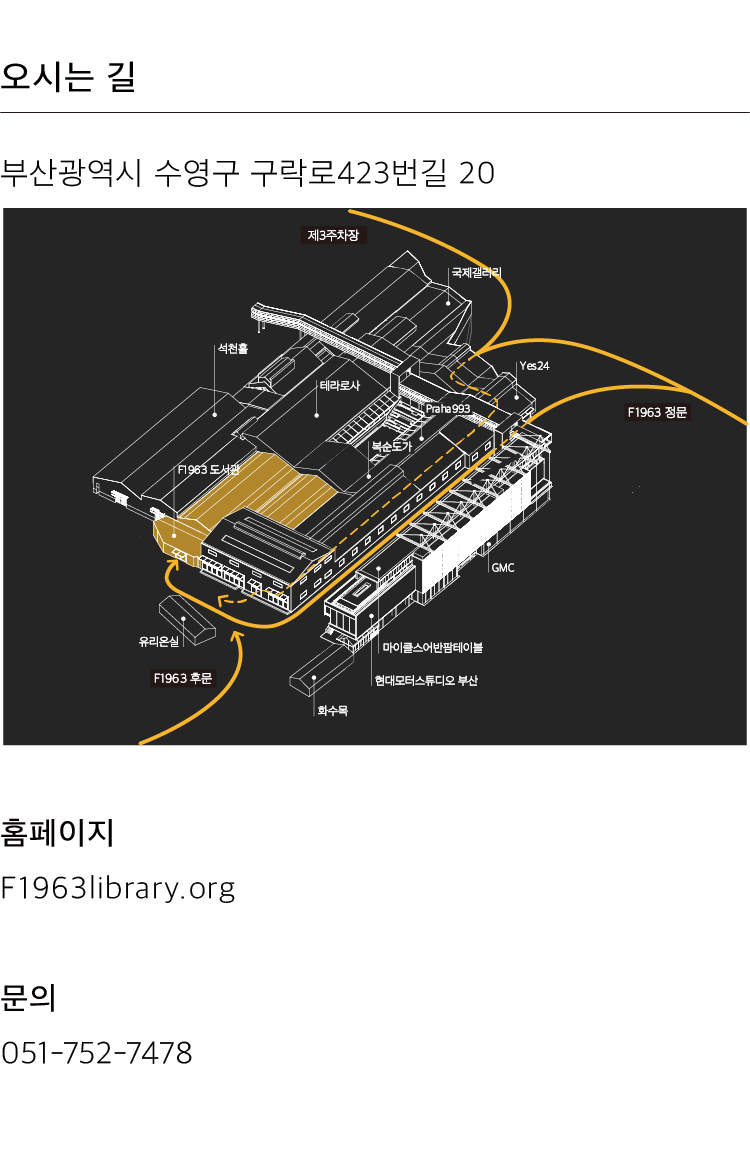 오시는 길
부산광역시 수영구 구락로423번길 20
제3주차장
국제갤러리
석천홀
Yes24
테라로사
Praha993
F1963 정문
복순도가
F1963 도서관
GMC
유리온실
마이클스어반팜테이블
F1963 후문
현대모터스튜디오 부산
화수목
홈페이지
F1963library.org
문의
051-752-7478